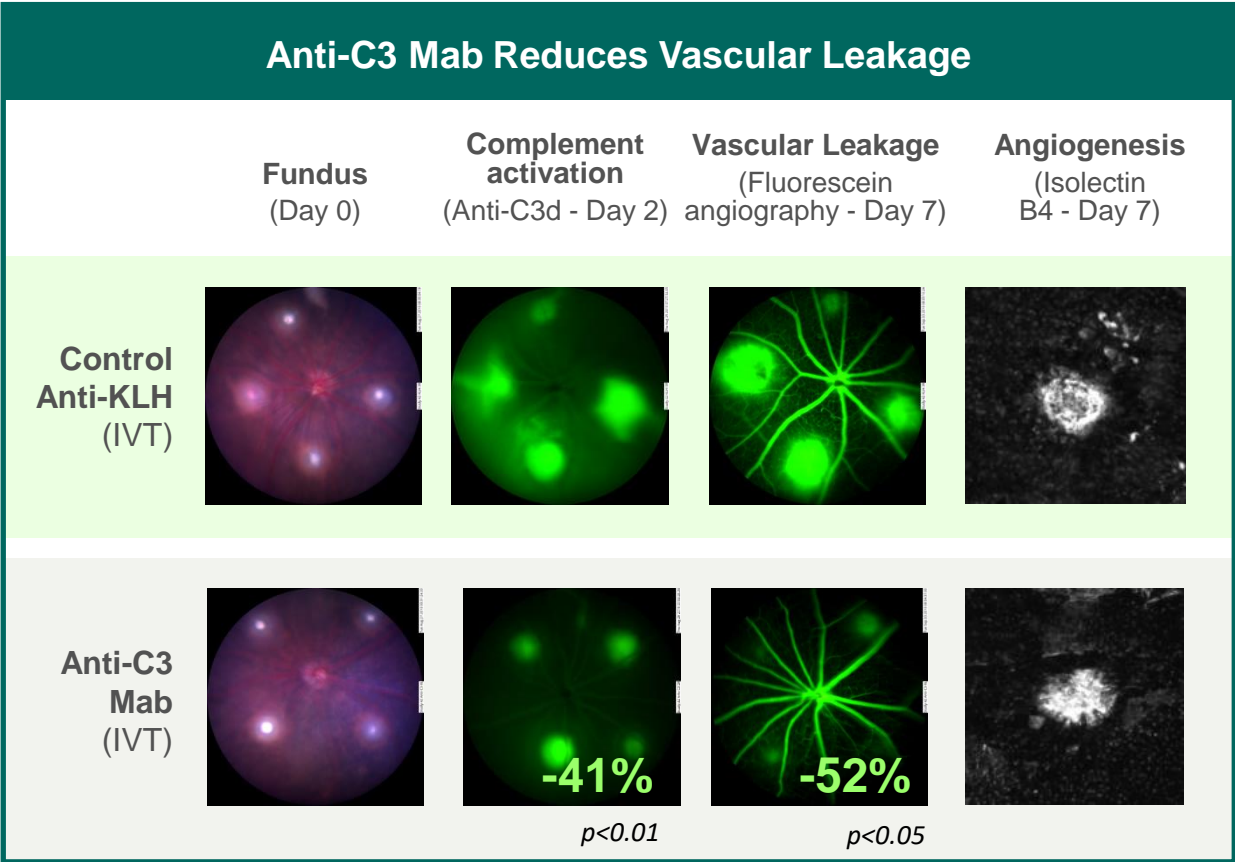 Anti-C3 Mab Reduces Vascular Leakage
Fundus
(Day 0)
Complement
activation
(Anti-C3d - Day 2)
Vascular Leakage
(Fluorescein
angiography - Day 7)
Angiogenesis
(Isolectin
B4 - Day 7)
Control
Anti-KLH
(IVT)
Anti-C3
Mab
(IVT)
-41%
-52%
p<0.01
p<0.05